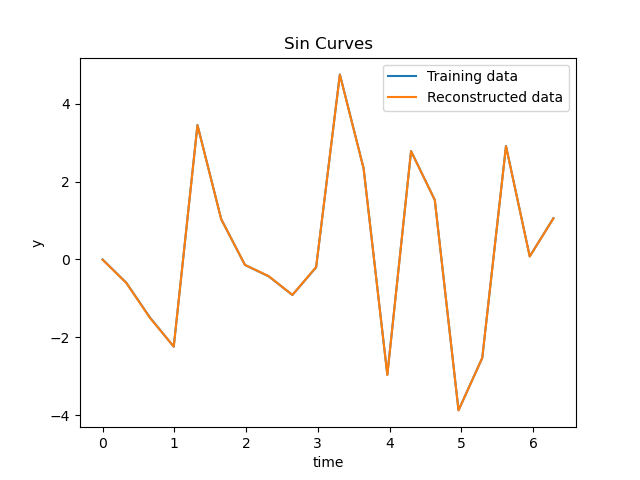 Sin Curves
Training data
Reconstructed data
y
4
2
0
−2
−4
0 1 2 3 4 5 6
time